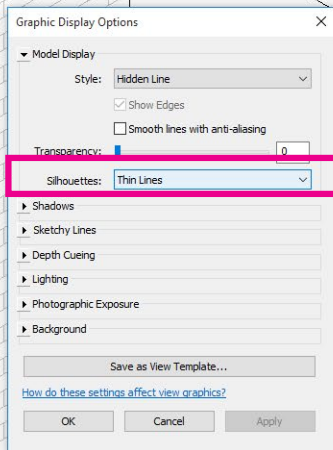 Graphic Display Options
Model Display
Style: Hidden Line
Show Edges
Smooth lines with anti-aliasing
Transparency: 0
Silhouettes: Thin Lines
Shadows
Sketchy Lines
Depth Cueing
Lighting
Photographic Exposure
Background
Save as View Template...
How do these settings affect view graphics?
OK Cancel Apply